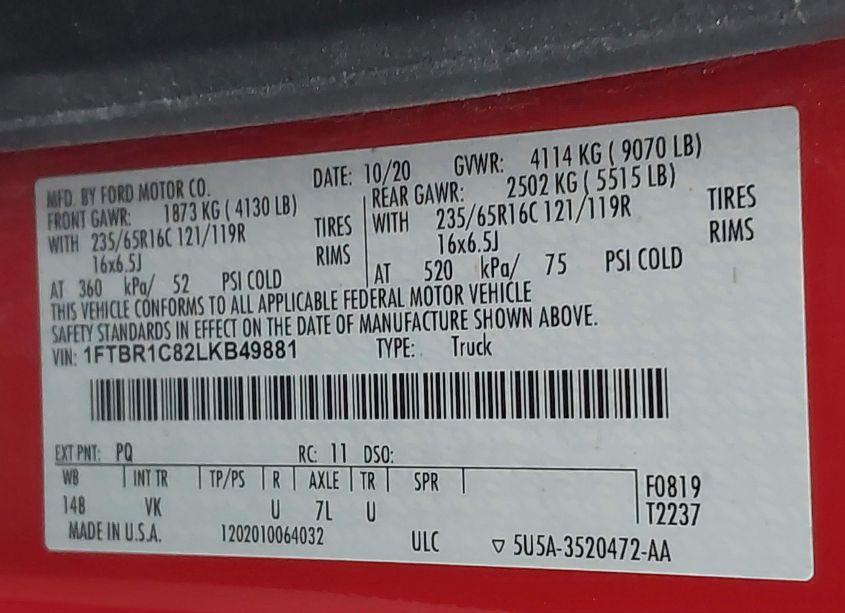 MFD. BY FORD MOTOR CO. DATE: 10/20 GVWR: 4114 KG ( 9070 LB)
FRONT GAWR: 1873 KG ( 4130 LB) REAR GAWR: 2502 KG ( 5515 LB)
WITH 235/65R16C 121/119R TIRES WITH 235/65R16C 121/119R TIRES
16x6.5J RIMS 16x6.5J RIMS
AT 360 kPa/ 52 PSI COLD AT 520 kPa/ 75 PSI COLD
THIS VEHICLE CONFORMS TO ALL APPLICABLE FEDERAL MOTOR VEHICLE
SAFETY STANDARDS IN EFFECT ON THE DATE OF MANUFACTURE SHOWN ABOVE.
VIN: 1FTBR1C82LKB49881 TYPE: Truck
EXT PNT: PQ RC: 11 DSO:
WB INT TR TP/PS R AXLE TR SPR F0819
148 VK U 7L U T2237
MADE IN U.S.A. 1202010064032 ULC ▽ 5U5A-3520472-AA